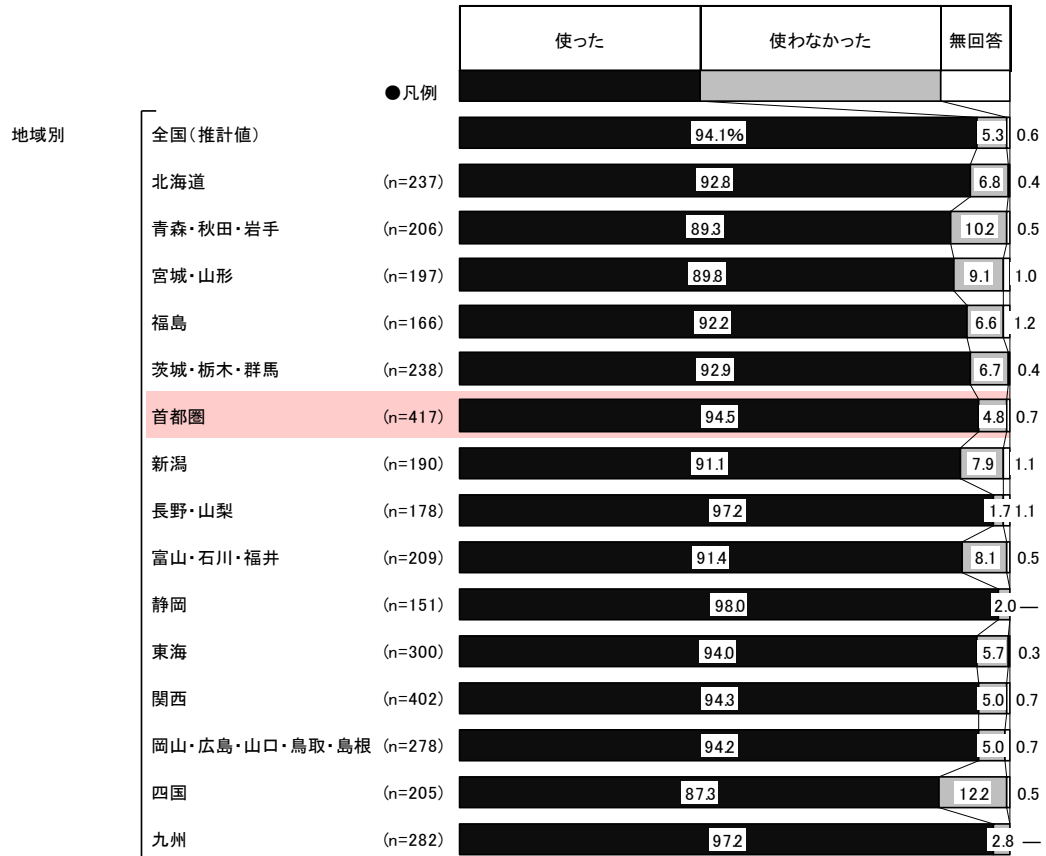 使った 使わなかった 無回答
●凡例
地域別 全国(推計値) 94.1% 5.3 0.6
北海道 (n=237) 92.8 6.8 0.4
青森・秋田・岩手 (n=206) 89.3 10.2 0.5
宮城・山形 (n=197) 89.8 9.1 1.0
福島 (n=166) 92.2 6.6 1.2
茨城・栃木・群馬 (n=238) 92.9 6.7 0.4
首都圏 (n=417) 94.5 4.8 0.7
新潟 (n=190) 91.1 7.9 1.1
長野・山梨 (n=178) 97.2 1.7 1.1
富山・石川・福井 (n=209) 91.4 8.1 0.5
静岡 (n=151) 98.0 2.0 —
東海 (n=300) 94.0 5.7 0.3
関西 (n=402) 94.3 5.0 0.7
岡山・広島・山口・鳥取・島根 (n=278) 94.2 5.0 0.7
四国 (n=205) 87.3 12.2 0.5
九州 (n=282) 97.2 2.8 —